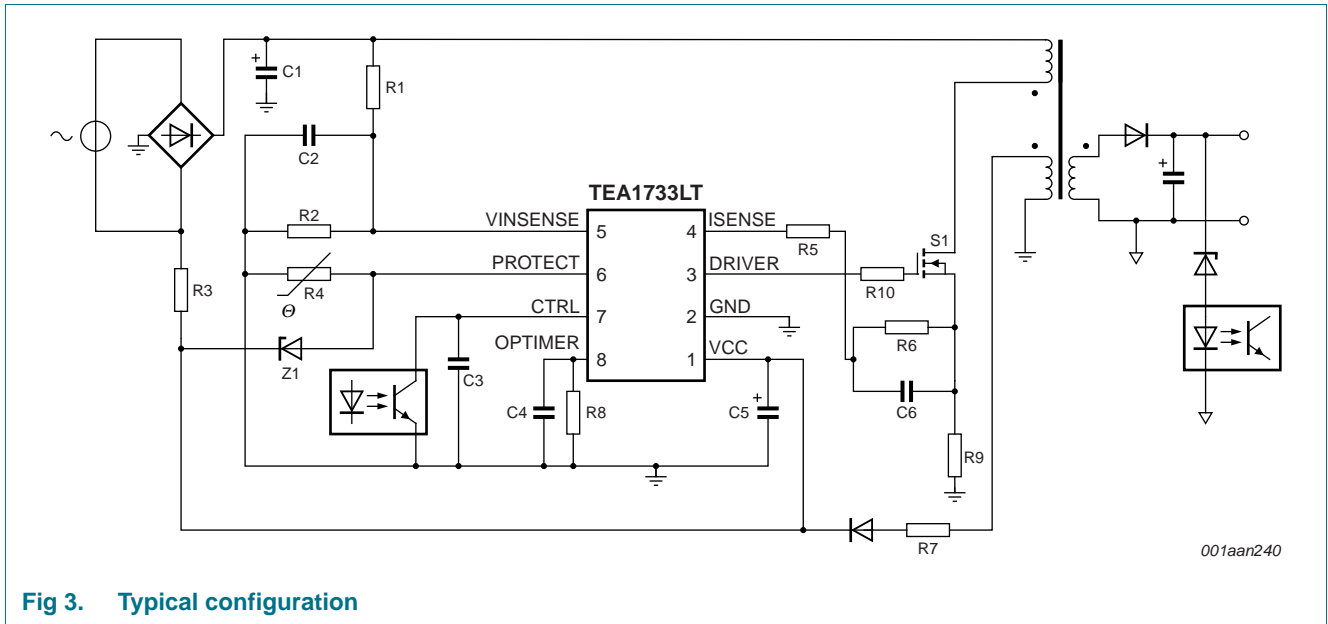 C1
R1
C2
TEA1733LT
R2
VINSENSE
5
4
ISENSE
R5
S1
R3
R4
Θ
PROTECT
6
3
DRIVER
R10
CTRL
7
2
GND
Z1
OPTIMER
8
1
VCC
R6
C3
C4
R8
C5
C6
R9
R7
001aan240
Fig 3. Typical configuration